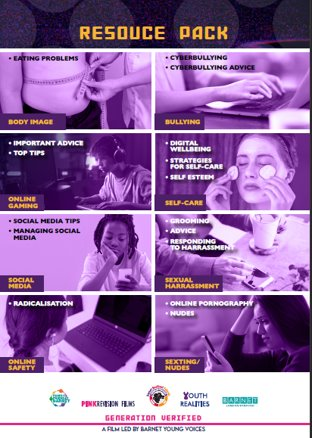 RESOUCE PACK
• EATING PROBLEMS
BODY IMAGE
• CYBERBULLYING
• CYBERBULLYING ADVICE
BULLYING
• IMPORTANT ADVICE
• TOP TIPS
ONLINE
GAMING
• DIGITAL
WELLBEING
• STRATEGIES
FOR SELF-CARE
• SELF ESTEEM
SELF-CARE
• SOCIAL MEDIA TIPS
• MANAGING SOCIAL
MEDIA
SOCIAL
MEDIA
• GROOMING
• ADVICE
• RESPONDING
TO HARRASSMENT
SEXUAL
HARRASSMENT
• RADICALISATION
ONLINE
SAFETY
• ONLINE PORNOGRAPHY
• NUDES
SEXTING/
NUDES
PUNKREVISION FILMS
YOUTH
REALITIES
BARNET
GENERATION VERIFIED
A FILM LED BY BARNET YOUNG VOICES